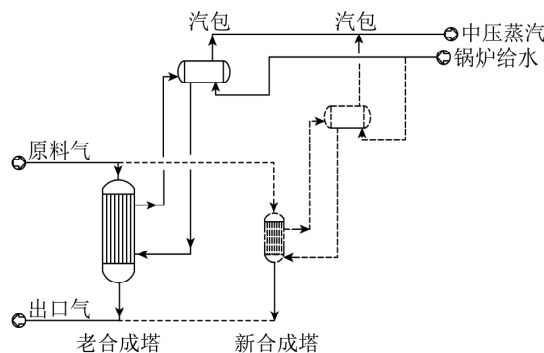 汽包
汽包
中压蒸汽
锅炉给水
原料气
出口气
老合成塔
新合成塔